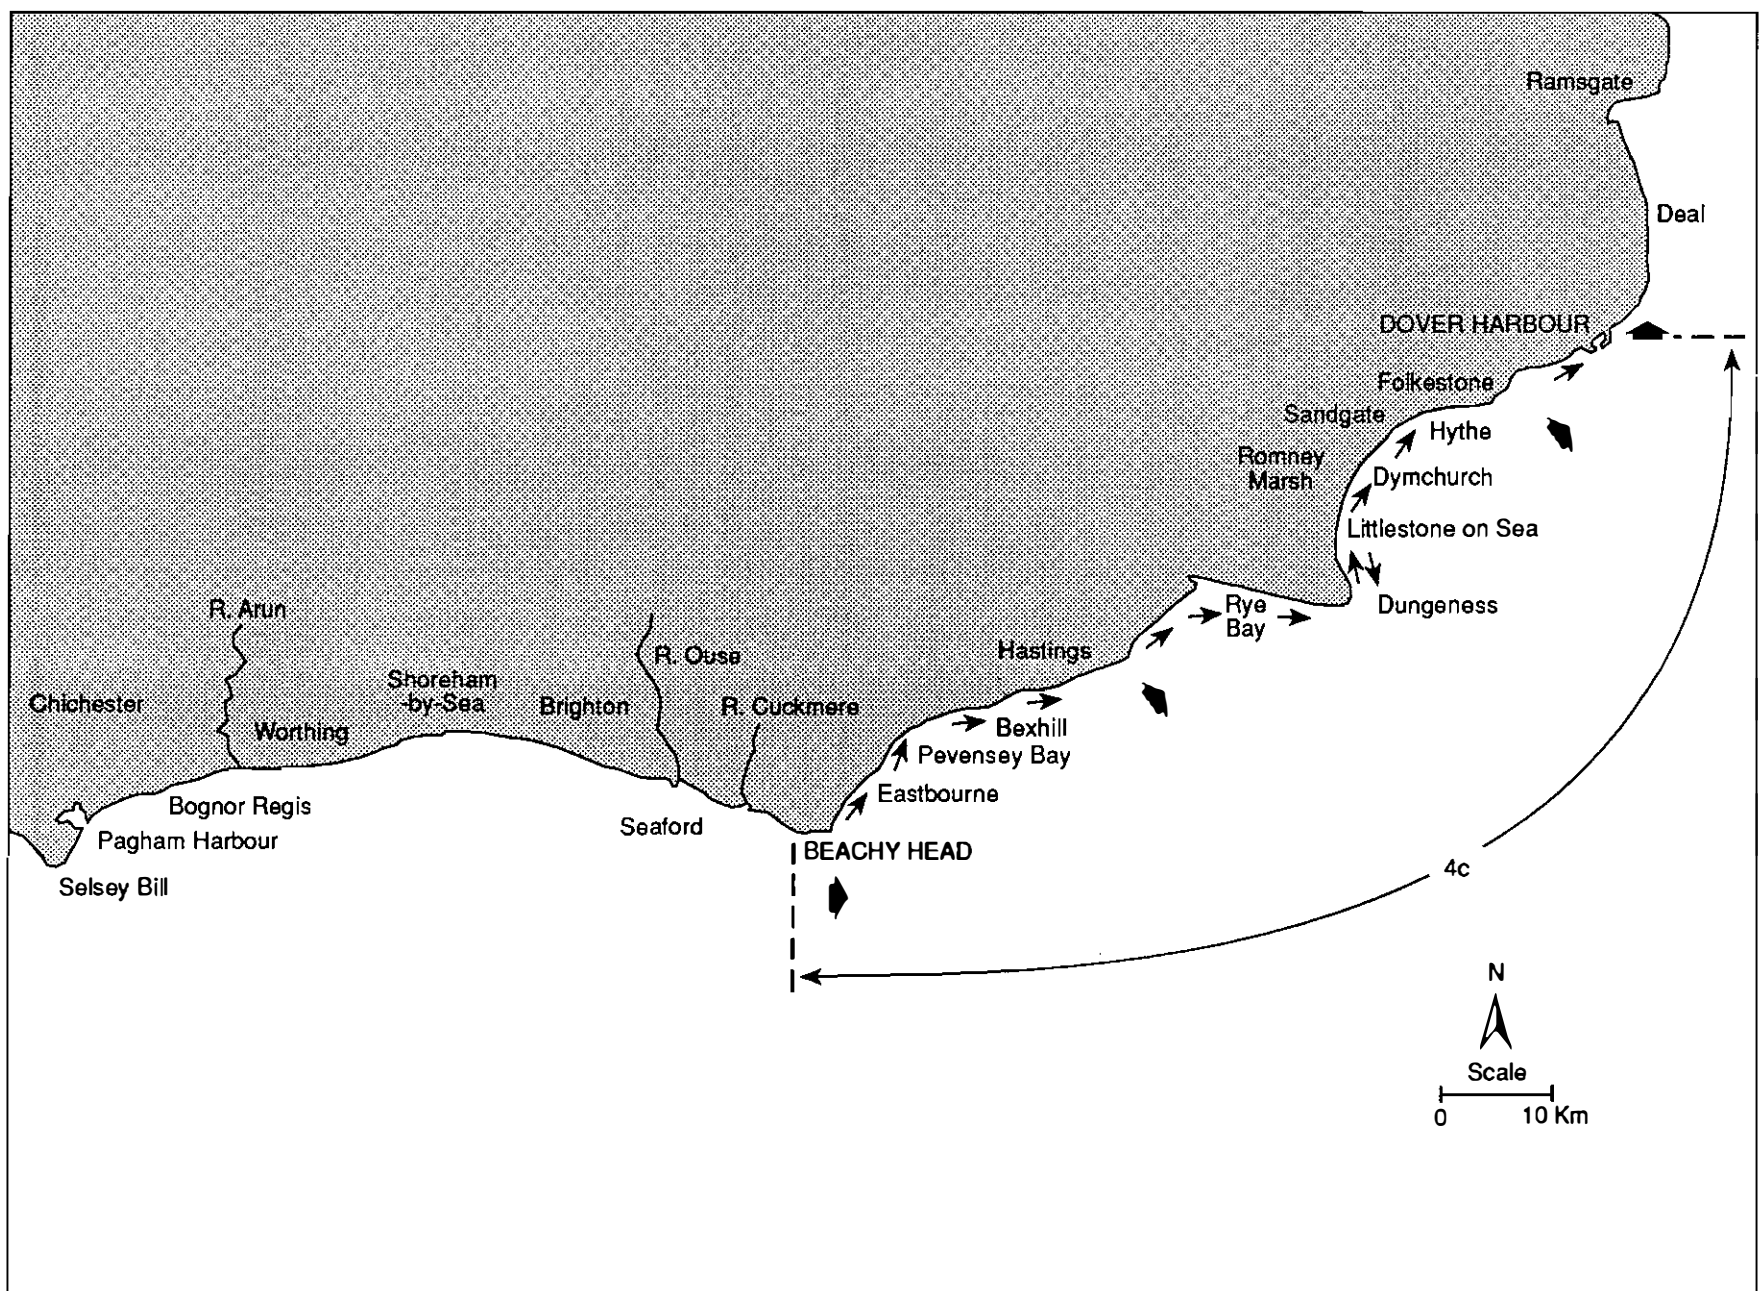 Ramsgate
Deal
DOVER HARBOUR
Folkestone
Sandgate
Hythe
Romney
Marsh
Dymchurch
Littlestone on Sea
Rye
Bay
Dungeness
R. Arun
Hastings
R. Ouse
Shoreham
-by-Sea
Chichester
Brighton
R. Cuckmere
Worthing
Bexhill
Pevensey Bay
Eastbourne
Bognor Regis
Seaford
Pagham Harbour
BEACHY HEAD
4c
Selsey Bill
N
Scale
0 10 Km